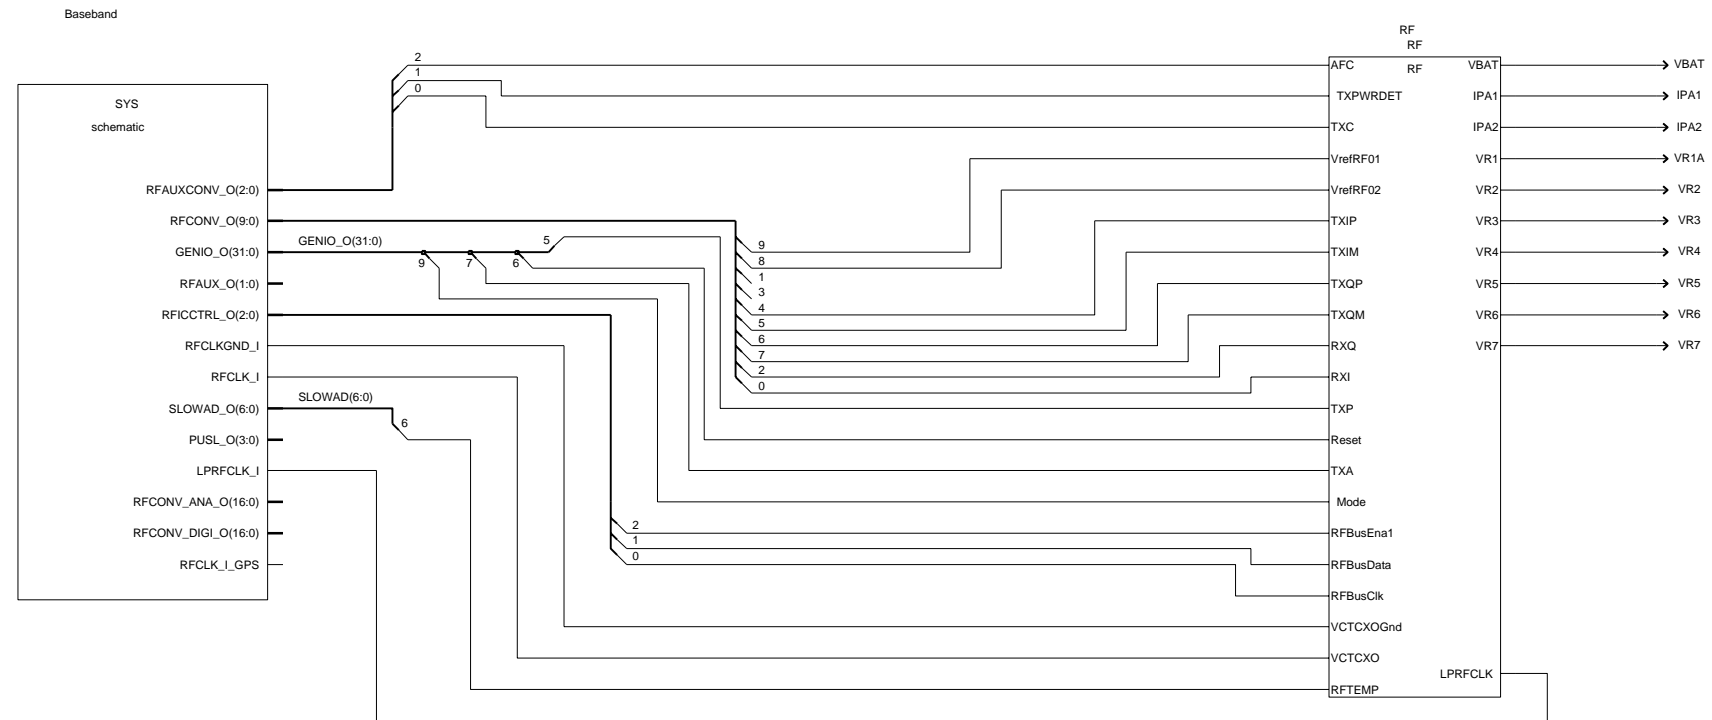 Baseband
SYS
schematic
RFAUXCONV_O(2:0)
RFCONV_O(9:0)
GENIO_O(31:0)
RFAUX_O(1:0)
RFICCTRL_O(2:0)
RFCLKGND_I
RFCLK_I
SLOWAD_O(6:0)
PUSL_O(3:0)
LPRFCLK_I
RFCONV_ANA_O(16:0)
RFCONV_DIGI_O(16:0)
RFCLK_I_GPS
2
1
0
GENIO_O(31:0)
5
9
7
6
SLOWAD(6:0)
6
9
8
1
3
4
5
6
7
2
0
2
1
0
RF
RF
RF
AFC
TXPWRDET
TXC
VrefRF01
VrefRF02
TXIP
TXIM
TXQP
TXQM
RXQ
RXI
TXP
Reset
TXA
Mode
RFBusEna1
RFBusData
RFBusClk
VCTCXOGnd
VCTCXO
RFTEMP
VBAT
IPA1
IPA2
VR1
VR2
VR3
VR4
VR5
VR6
VR7
LPRFCLK
VBAT
IPA1
IPA2
VR1A
VR2
VR3
VR4
VR5
VR6
VR7